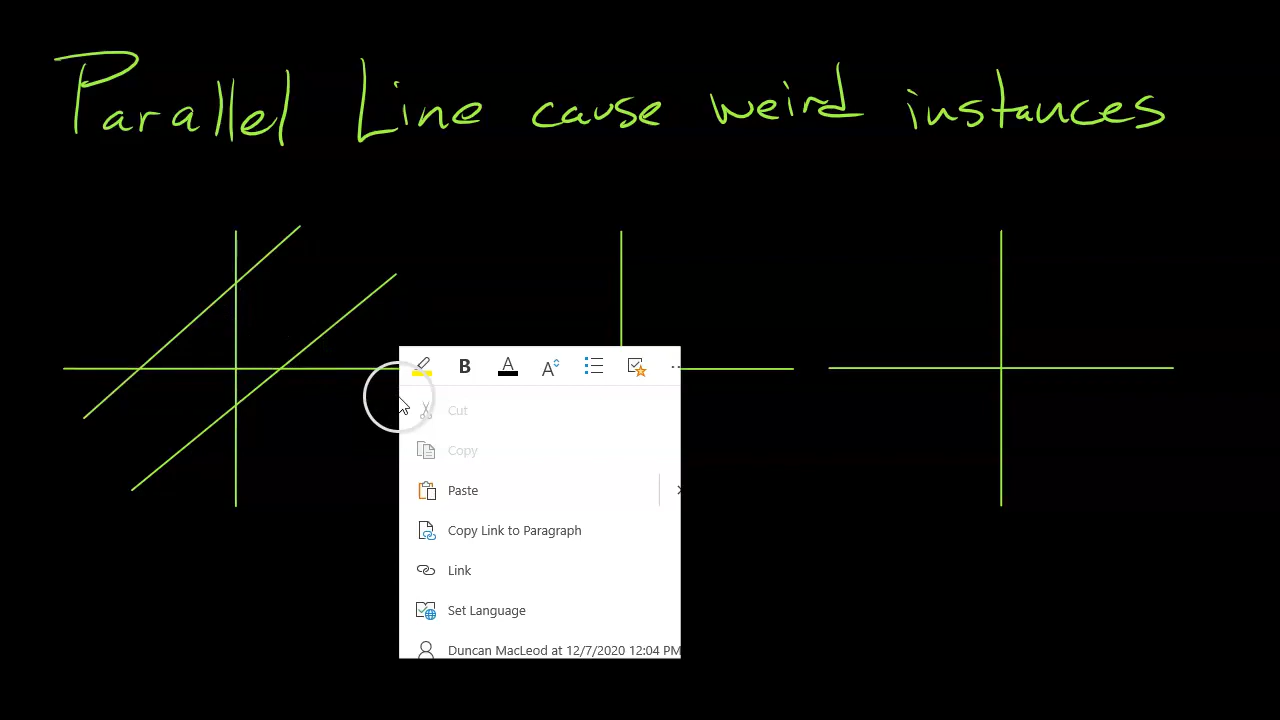 Parallel Line cause weird instances
B A A
Cut
Copy
Paste
Copy Link to Paragraph
Link
Set Language
Duncan MacLeod at 12/7/2020 12:04 PM